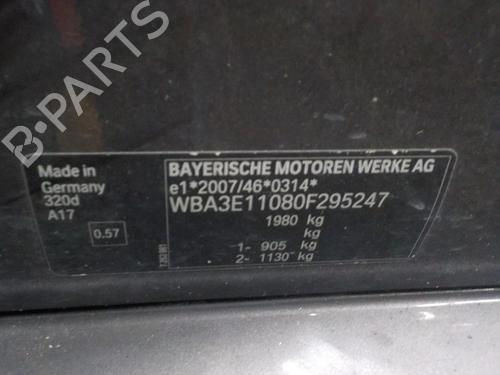 B-PARTS
Made in
Germany
320d
A17
0.57
BAYERISCHE MOTOREN WERKE AG
e1*2007/46*0314*
WBA3E11080F295247
1980 kg
kg
1- 905 kg
2- 1130 kg